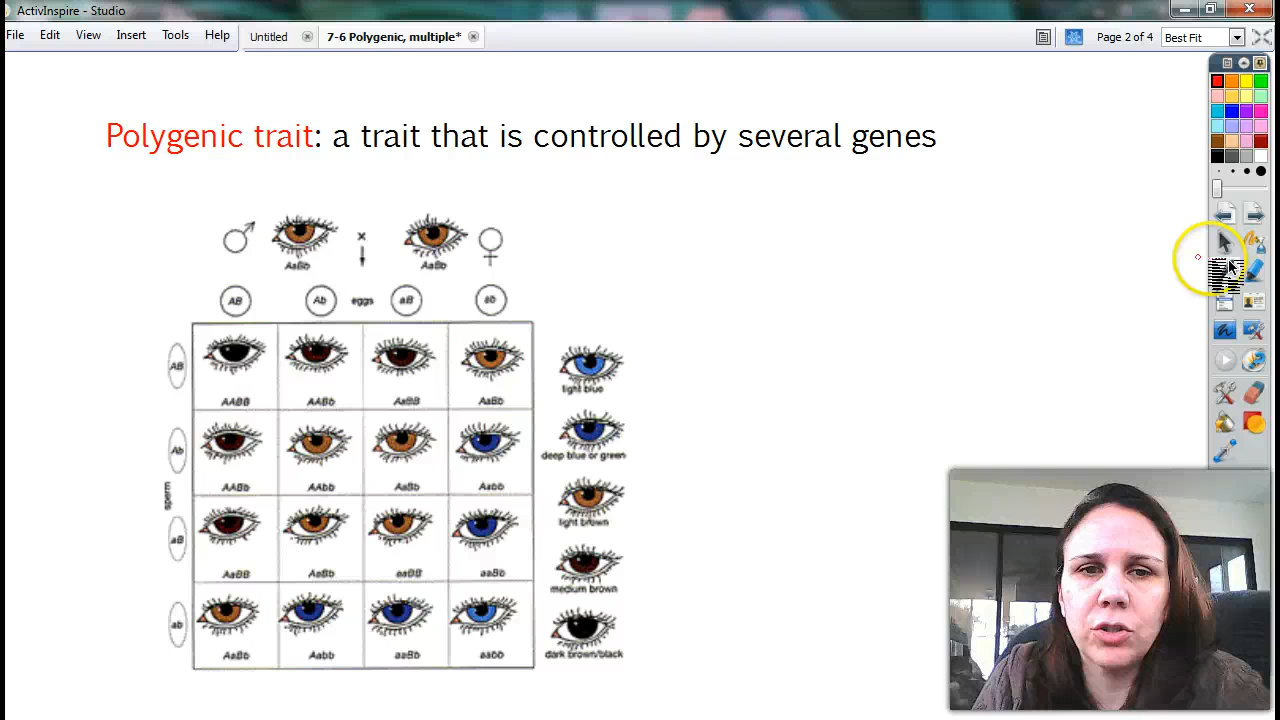 ActivInspire - Studio
File Edit View Insert Tools Help Untitled 7-6 Polygenic, multiple* Page 2 of 4 Best Fit
Polygenic trait: a trait that is controlled by several genes
x
AaBb AaBb
AB Ab eggs aB ab
AB
AABB AABb AaBB AaBb
light blue
Ab
AABb AAbb AaBb Aabb
deep blue or green
sperm
light brown
aB
AaBB AaBb aaBB aaBb
medium brown
ab
AaBb Aabb aaBb aabb
dark brown/black